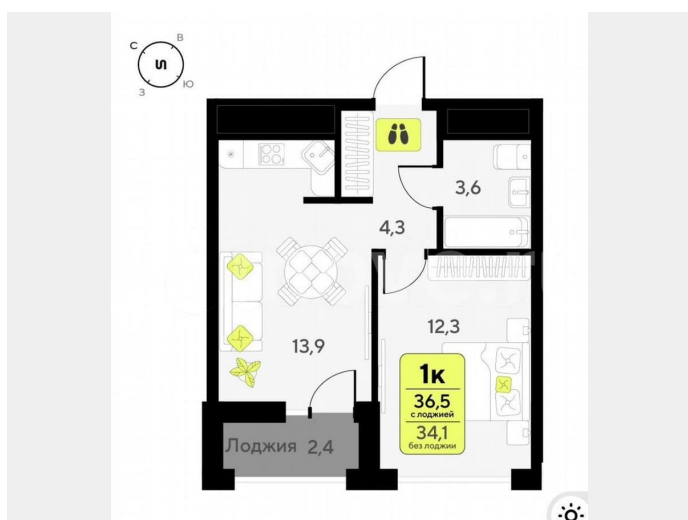 С
В
З
Ю
3,6
4,3
12,3
13,9
1к
36,5
с лоджией
34,1
без лоджии
Лоджия 2,4